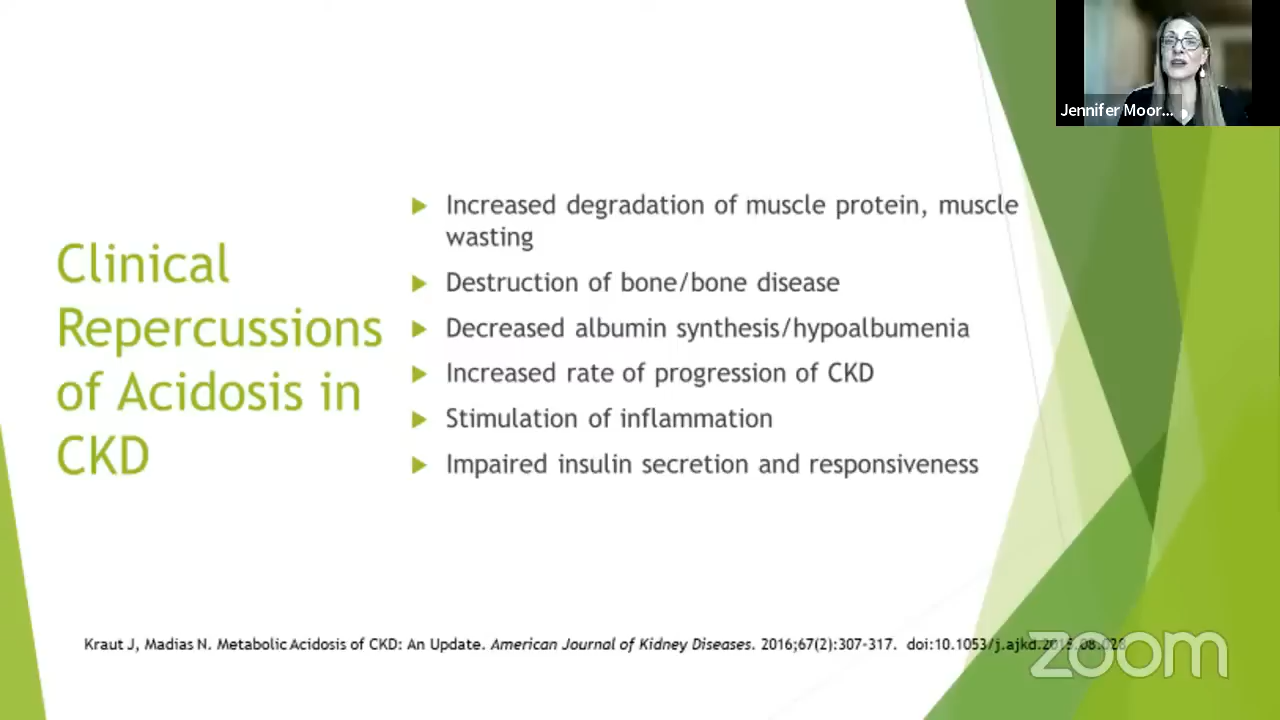 Jennifer Moor...
Clinical
Repercussions
of Acidosis in
CKD
Increased degradation of muscle protein, muscle
wasting
Destruction of bone/bone disease
Decreased albumin synthesis/hypoalbumenia
Increased rate of progression of CKD
Stimulation of inflammation
Impaired insulin secretion and responsiveness
Kraut J, Madias N. Metabolic Acidosis of CKD: An Update. American Journal of Kidney Diseases. 2016;67(2):307-317. doi:10.1053/j.ajkd.2015.08.028
zoom